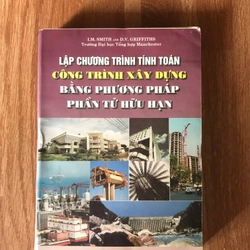 I.M. SMITH AND D.V. GRIFFITHS
Trường Đại học Tổng hợp Manchester
LẬP CHƯƠNG TRÌNH TÍNH TOÁN
CÔNG TRÌNH XÂY DỰNG
BẰNG PHƯƠNG PHÁP
PHẦN TỬ HỮU HẠN